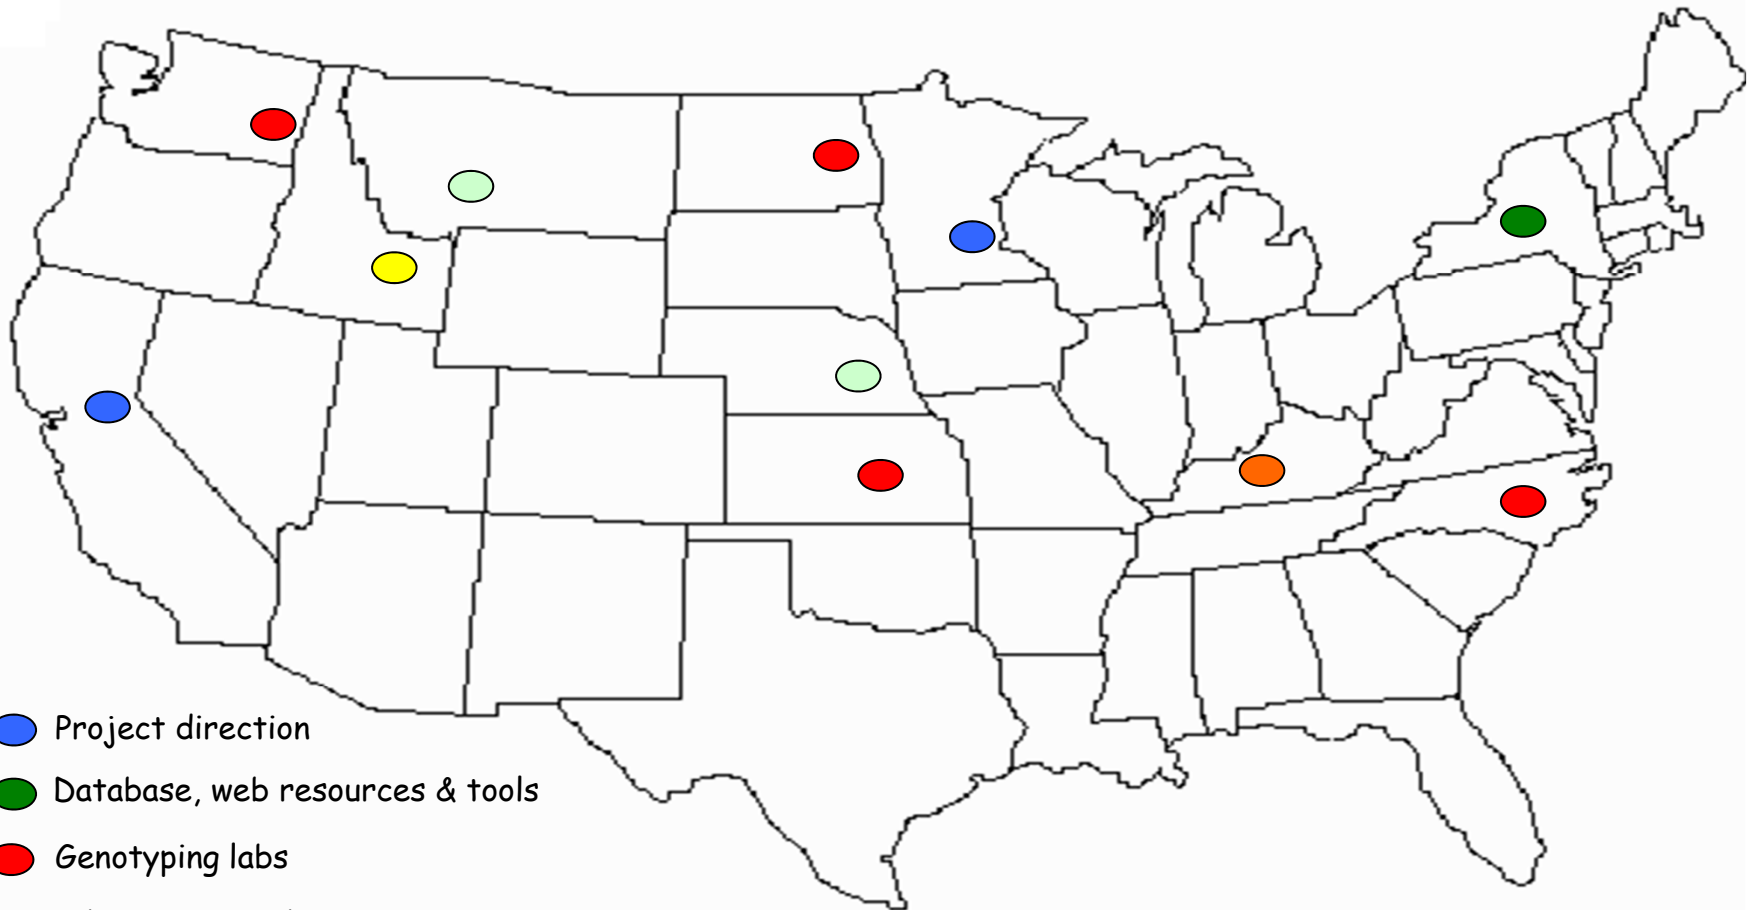 Project direction
Database, web resources & tools
Genotyping labs